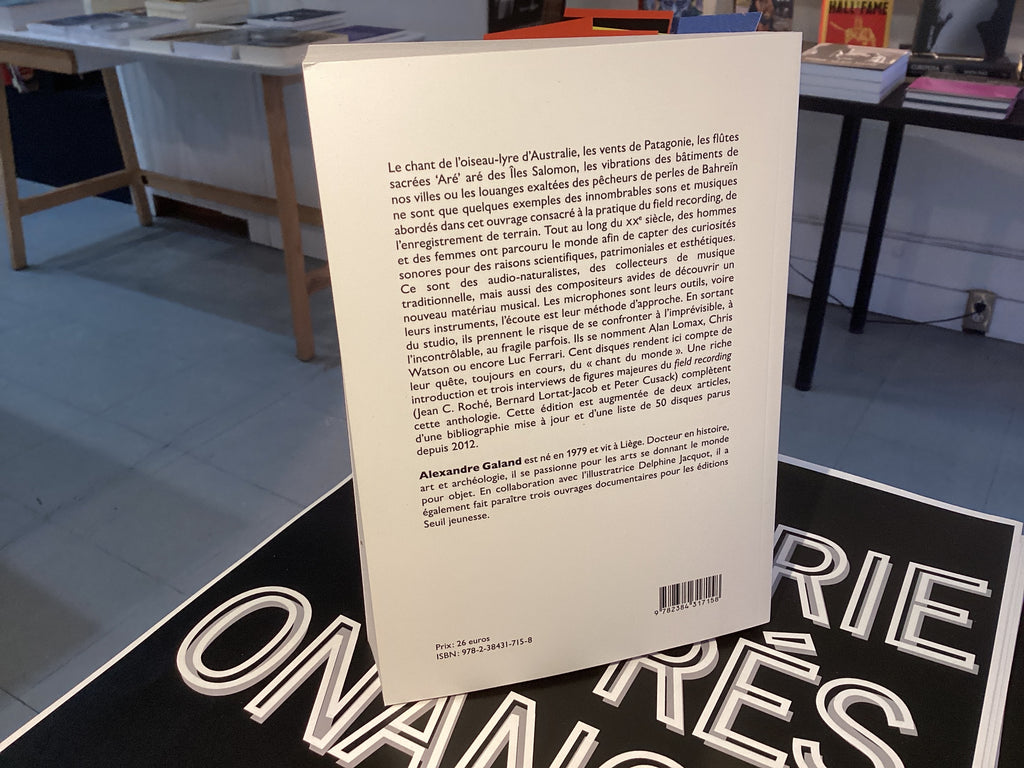 HALL OF FAME
Le chant de l'oiseau-lyre d'Australie, les vents de Patagonie, les flûtes
sacrées 'Aré' aré des Îles Salomon, les vibrations des bâtiments de
nos villes ou les louanges exaltées des pêcheurs de perles de Bahreïn
ne sont que quelques exemples des innombrables sons et musiques
abordés dans cet ouvrage consacré à la pratique du field recording, de
l'enregistrement de terrain. Tout au long du XXe siècle, des hommes
et des femmes ont parcouru le monde afin de capter des curiosités
sonores pour des raisons scientifiques, patrimoniales et esthétiques.
Ce sont des audio-naturalistes, des collecteurs de musique
traditionnelle, mais aussi des compositeurs avides de découvrir un
nouveau matériau musical. Les microphones sont leurs outils, voire
leurs instruments, l'écoute est leur méthode d'approche. En sortant
du studio, ils prennent le risque de se confronter à l'imprévisible, à
l'incontrôlable, au fragile parfois. Ils se nomment Alan Lomax, Chris
Watson ou encore Luc Ferrari. Cent disques rendent ici compte de
leur quête, toujours en cours, du « chant du monde ». Une riche
introduction et trois interviews de figures majeures du field recording
(Jean C. Roché, Bernard Lortat-Jacob et Peter Cusack) complètent
cette anthologie. Cette édition est augmentée de deux articles,
d'une bibliographie mise à jour et d'une liste de 50 disques parus
depuis 2012.
Alexandre Galand est né en 1979 et vit à Liège. Docteur en histoire,
art et archéologie, il se passionne pour les arts se donnant le monde
pour objet. En collaboration avec l'illustratrice Delphine Jacquot, il a
également fait paraître trois ouvrages documentaires pour les éditions
Seuil jeunesse.
9 782384 317158
Prix : 26 euros
ISBN : 978-2-38431-715-8
RIE
ONAN RÉS
ONANC